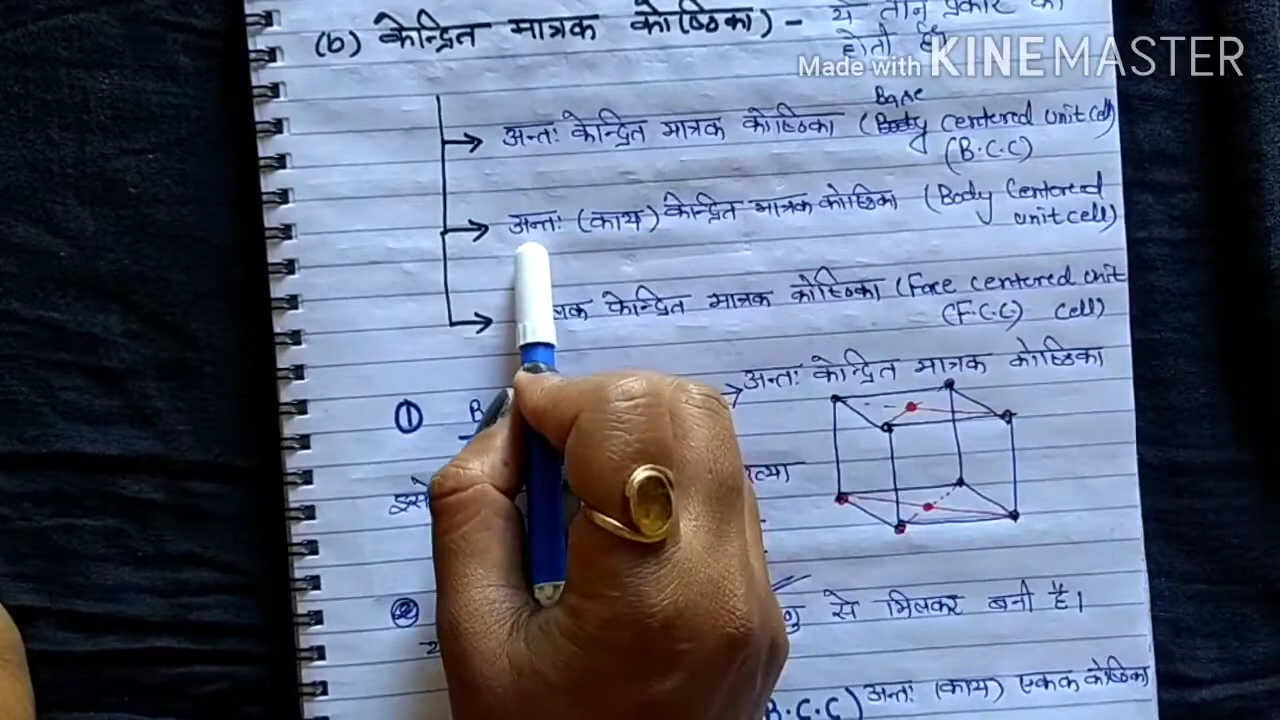 (b) केन्द्रित मात्रक कोष्ठिका) - ये तीन प्रकार की
होती हैं
Made with KINEMASTER
Base
→ अन्तः केन्द्रित मात्रक कोष्ठिका (Body centered unit cell)
(B.C.C)
→ अन्तः (काय) केन्द्रित मात्रक कोष्ठिका (Body Centered
unit cell)
→ केन्द्रित मात्रक कोष्ठिका (Face centered unit
(F.C.C) cell)
→ अन्तः केन्द्रित मात्रक कोष्ठिका
①
②
से मिलकर बनी है।
B.C.C) अन्तः (काय) एकक कोष्ठिका